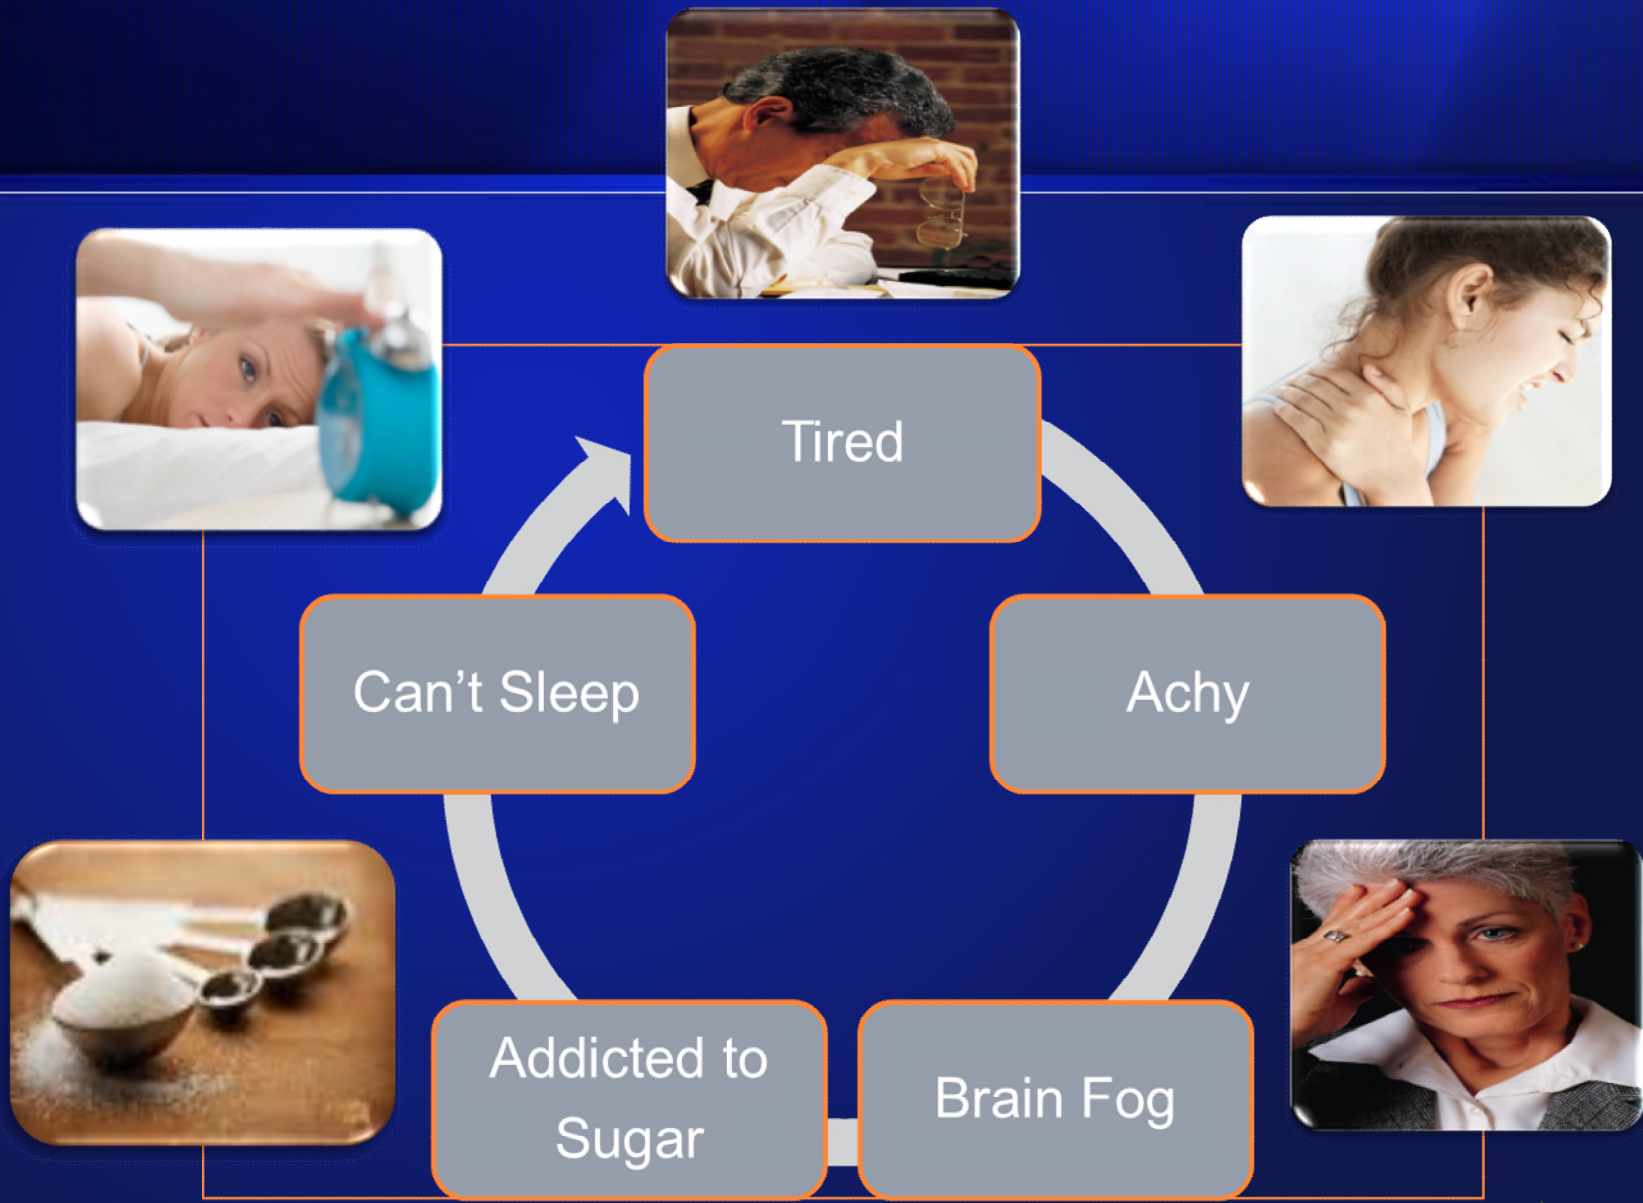 Tired
Achy
Brain Fog
Addicted to
Sugar
Can’t Sleep